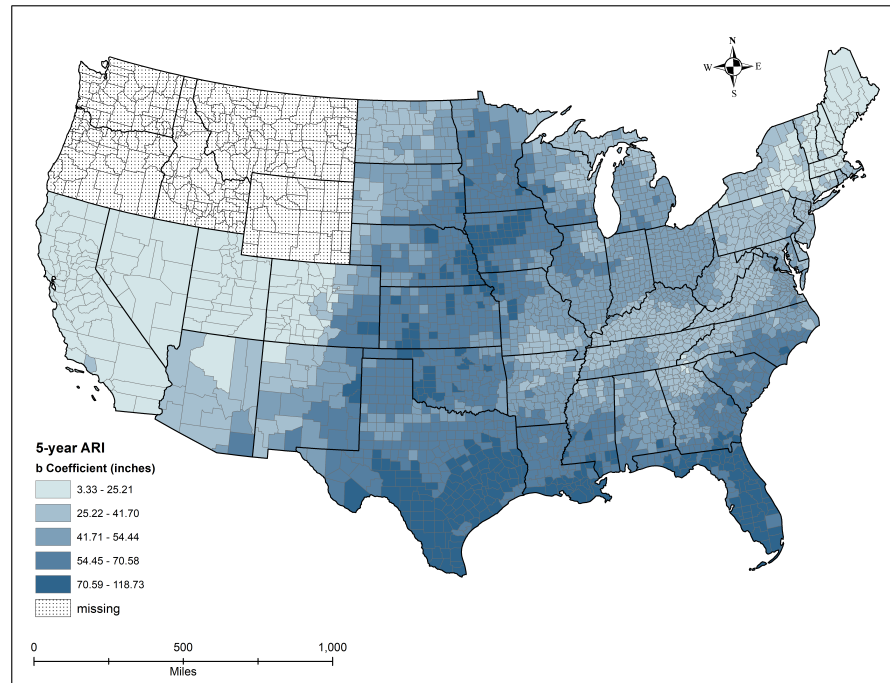 N
W E
S
5-year ARI
b Coefficient (inches)
3.33 - 25.21
25.22 - 41.70
41.71 - 54.44
54.45 - 70.58
70.59 - 118.73
missing
0 500 1,000
Miles